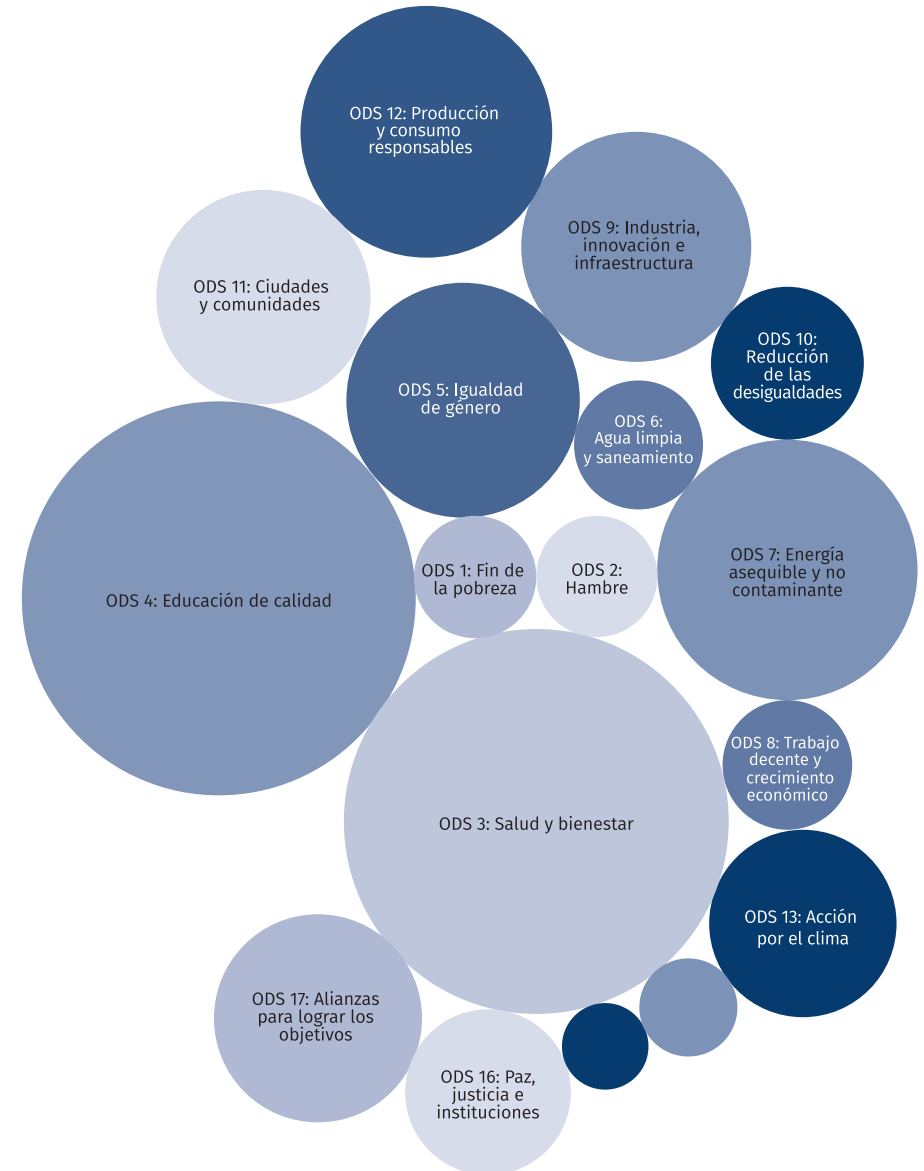 ODS 12: Producción
y consumo
responsables
ODS 9: Industria,
innovación e
infraestructura
ODS 11: Ciudades
y comunidades
ODS 10:
Reducción
de las
desigualdades
ODS 5: Igualdad
de género
ODS 6:
Agua limpia
y saneamiento
ODS 7: Energía
asequible y no
contaminante
ODS 1: Fin de
la pobreza
ODS 2:
Hambre
ODS 4: Educación de calidad
ODS 8: Trabajo
decente y
crecimiento
económico
ODS 3: Salud y bienestar
ODS 13: Acción
por el clima
ODS 17: Alianzas
para lograr los
objetivos
ODS 16: Paz,
justicia e
instituciones